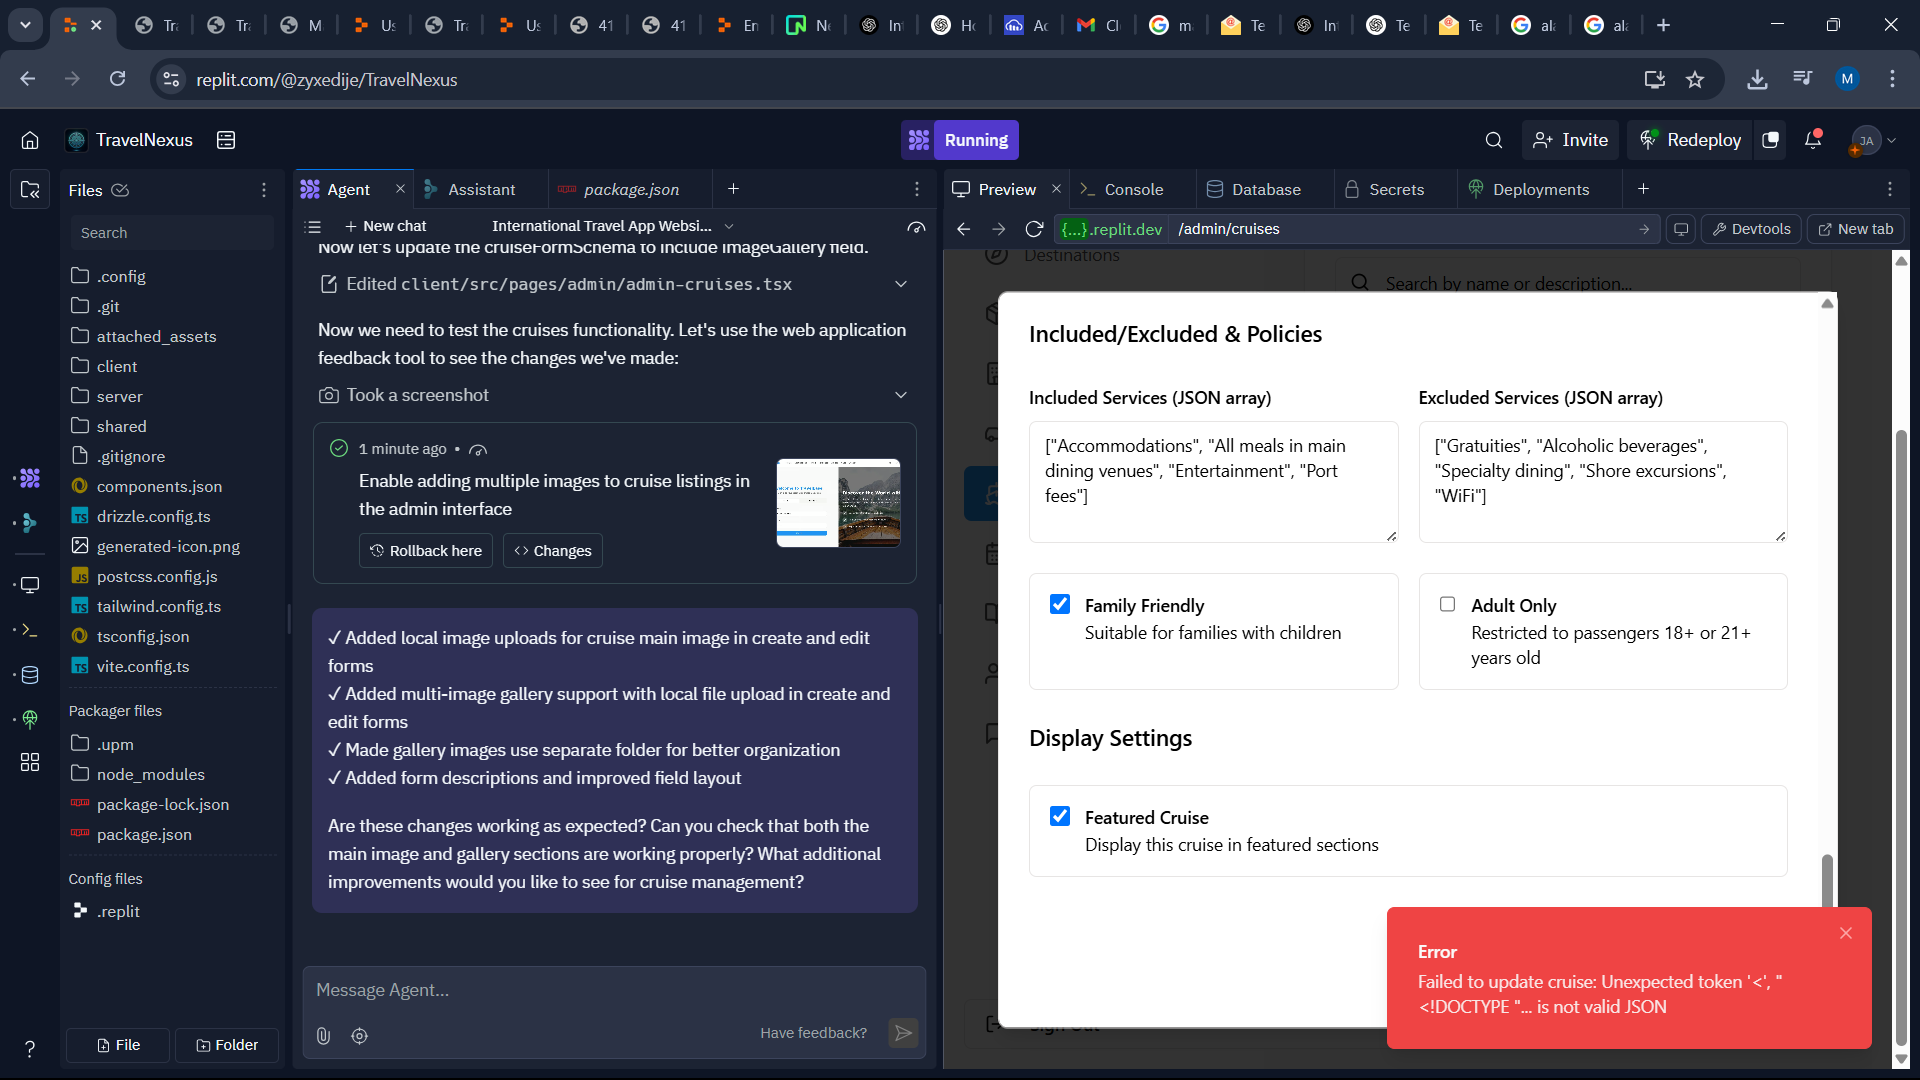 Tra
Tra
M
Us
Tra
Us
41
41
En
Ne
Int
Ho
Ac
Cl
m
Te
Int
Te
Te
ala
ala
replit.com/@zyxedije/TravelNexus
M
TravelNexus
Running
Invite
Redeploy
JA
Files
Agent
Assistant
package.json
Preview
Console
Database
Secrets
Deployments
Search
New chat
International Travel App Websi...
{...}.replit.dev
/admin/cruises
Devtools
New tab
.config
.git
attached_assets
client
server
shared
.gitignore
components.json
drizzle.config.ts
generated-icon.png
postcss.config.js
tailwind.config.ts
tsconfig.json
vite.config.ts
Packager files
.upm
node_modules
package-lock.json
package.json
Config files
.replit
File
Folder
Now let's update the cruiseFormSchema to include imageGallery field.
Edited client/src/pages/admin/admin-cruises.tsx
Now we need to test the cruises functionality. Let's use the web application
feedback tool to see the changes we've made:
Took a screenshot
1 minute ago •
Enable adding multiple images to cruise listings in
the admin interface
Rollback here
Changes
✓ Added local image uploads for cruise main image in create and edit
forms
✓ Added multi-image gallery support with local file upload in create and
edit forms
✓ Made gallery images use separate folder for better organization
✓ Added form descriptions and improved field layout
Are these changes working as expected? Can you check that both the
main image and gallery sections are working properly? What additional
improvements would you like to see for cruise management?
Message Agent...
Have feedback?
Destinations
Search by name or description...
Included/Excluded & Policies
Included Services (JSON array)
["Accommodations", "All meals in main
dining venues", "Entertainment", "Port
fees"]
Excluded Services (JSON array)
["Gratuities", "Alcoholic beverages",
"Specialty dining", "Shore excursions",
"WiFi"]
Family Friendly
Suitable for families with children
Adult Only
Restricted to passengers 18+ or 21+
years old
Display Settings
Featured Cruise
Display this cruise in featured sections
Sign Out
Error
Failed to update cruise: Unexpected token '<', "
<!DOCTYPE "... is not valid JSON